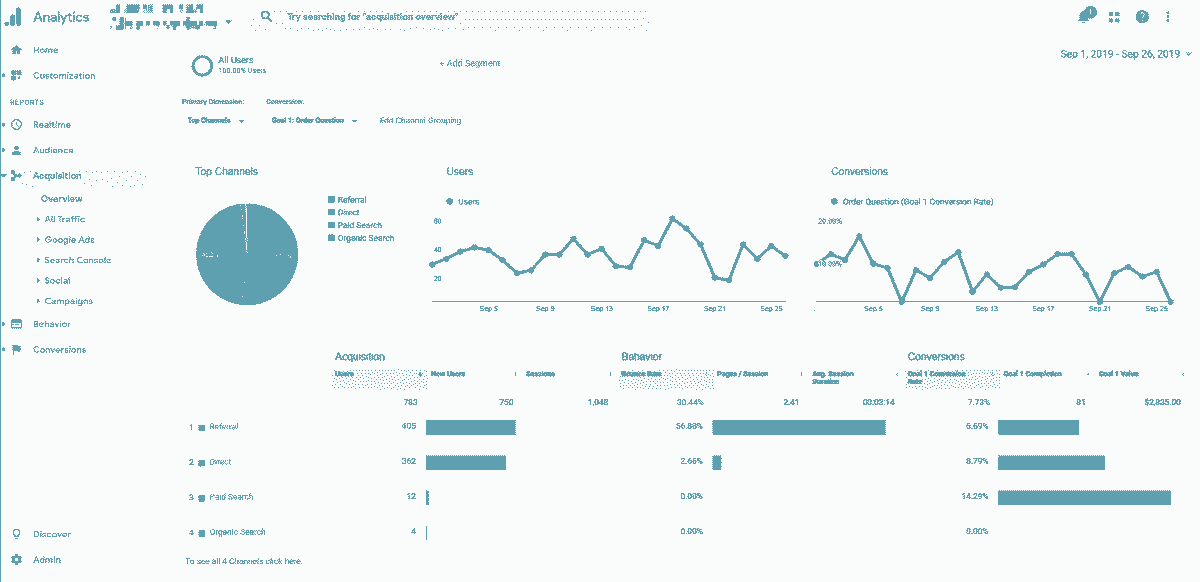 Analytics
Try searching for "acquisition overview"
Home
Customization
REPORTS
Realtime
Audience
Acquisition
Overview
All Traffic
Google Ads
Search Console
Social
Campaigns
Behavior
Conversions
Discover
Admin
All Users
100.00% Users
+ Add Segment
Sep 1, 2019 - Sep 26, 2019
Primary Dimension: Conversion:
Top Channels Goal 1: Order Question Edit Channel Grouping
Top Channels
Referral
Direct
Paid Search
Organic Search
Users
Users
60
40
20
Sep 5 Sep 9 Sep 13 Sep 17 Sep 21 Sep 25
Conversions
Order Question (Goal 1 Conversion Rate)
20.00%
10.00%
Sep 5 Sep 9 Sep 13 Sep 17 Sep 21 Sep 25
Acquisition Behavior Conversions
Users New Users Sessions Bounce Rate Pages / Session Avg. Session Duration Goal 1 Conversion Rate Goal 1 Completion Goal 1 Value
783 750 1,048 30.44% 2.41 00:03:14 7.73% 81 $2,835.00
1 Referral 405 56.88% 6.69%
2 Direct 362 2.66% 8.79%
3 Paid Search 12 0.00% 14.29%
4 Organic Search 4 0.00% 0.00%
To see all 4 Channels click here.